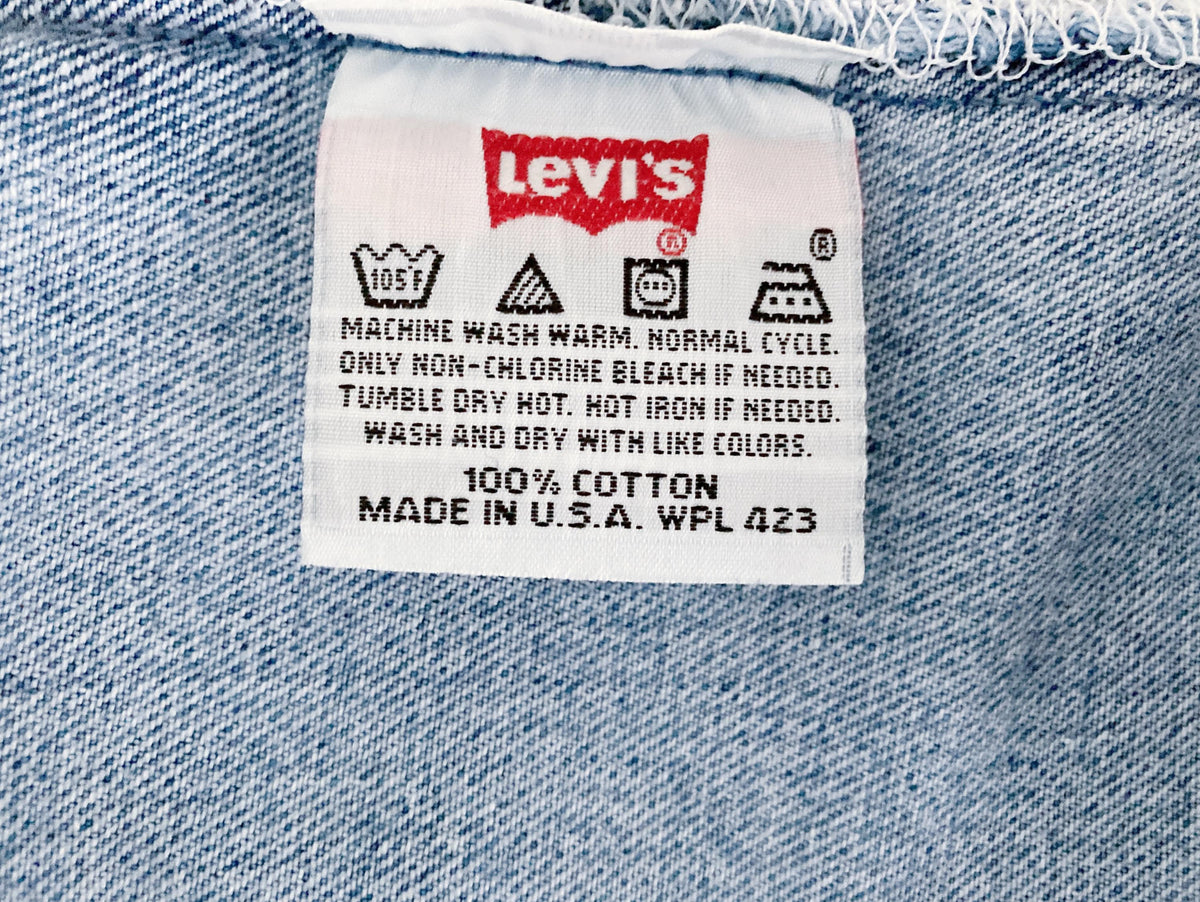 Levi's
®
®
105°F
MACHINE WASH WARM. NORMAL CYCLE.
ONLY NON-CHLORINE BLEACH IF NEEDED.
TUMBLE DRY HOT. HOT IRON IF NEEDED.
WASH AND DRY WITH LIKE COLORS.
100% COTTON
MADE IN U.S.A. WPL 423